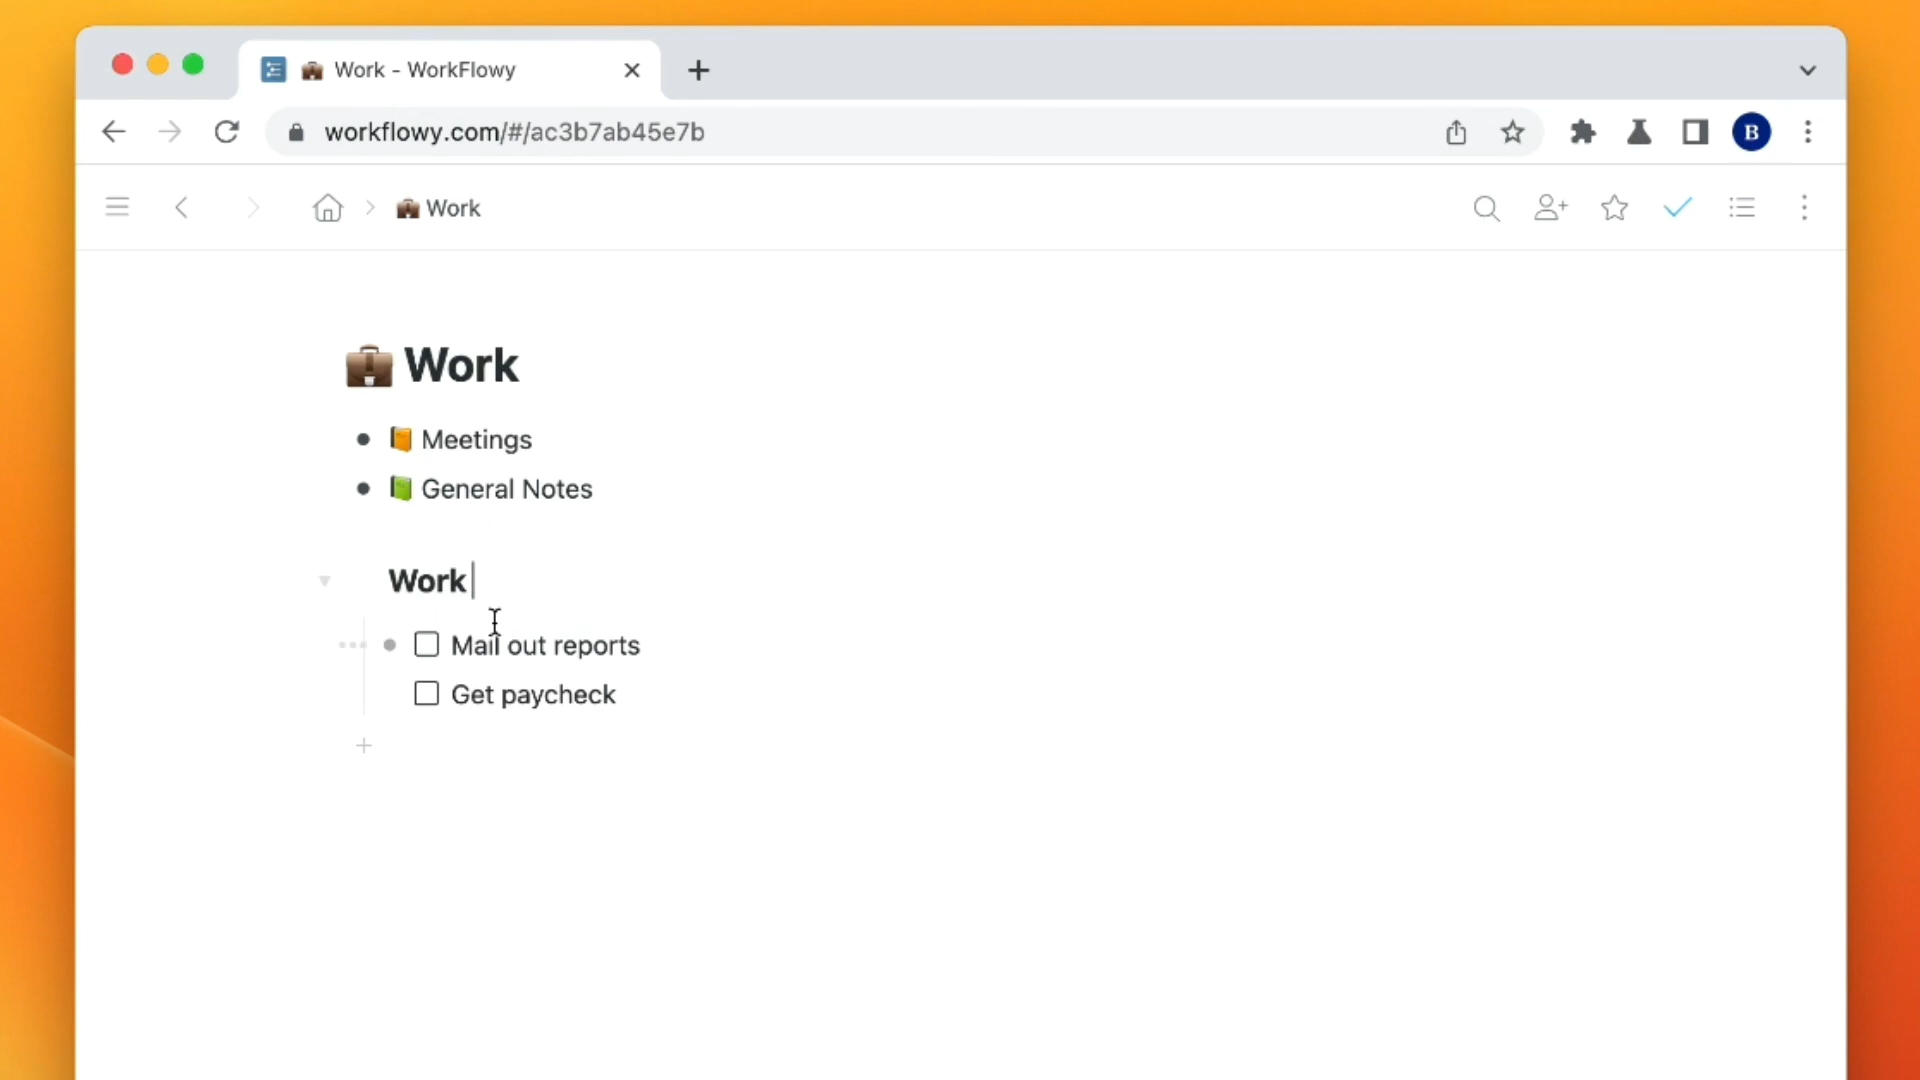 Work - WorkFlowy
workflowy.com/#/ac3b7ab45e7b
B
Work
Work
Meetings
General Notes
Work
Mail out reports
Get paycheck